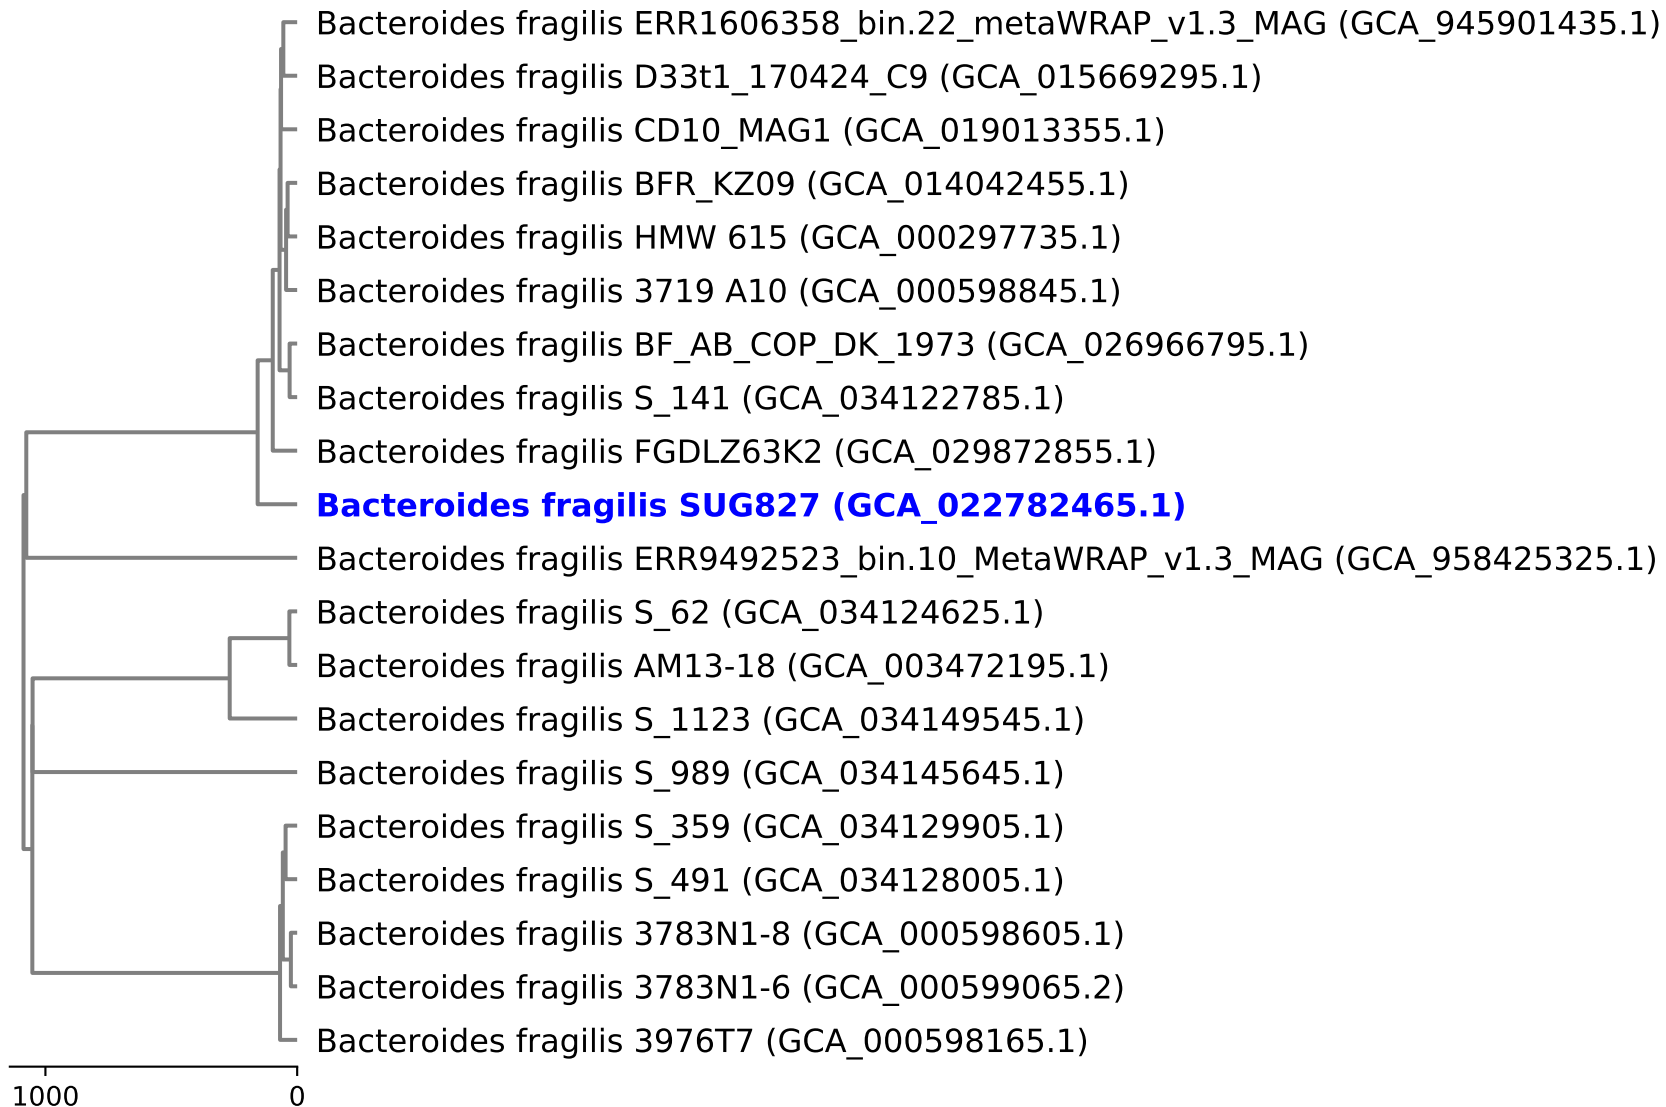 Bacteroides fragilis ERR1606358_bin.22_metaWRAP_v1.3_MAG (GCA_945901435.1)
Bacteroides fragilis D33t1_170424_C9 (GCA_015669295.1)
Bacteroides fragilis CD10_MAG1 (GCA_019013355.1)
Bacteroides fragilis BFR_KZ09 (GCA_014042455.1)
Bacteroides fragilis HMW 615 (GCA_000297735.1)
Bacteroides fragilis 3719 A10 (GCA_000598845.1)
Bacteroides fragilis BF_AB_COP_DK_1973 (GCA_026966795.1)
Bacteroides fragilis S_141 (GCA_034122785.1)
Bacteroides fragilis FGDLZ63K2 (GCA_029872855.1)
Bacteroides fragilis SUG827 (GCA_022782465.1)
Bacteroides fragilis ERR9492523_bin.10_MetaWRAP_v1.3_MAG (GCA_958425325.1)
Bacteroides fragilis S_62 (GCA_034124625.1)
Bacteroides fragilis AM13-18 (GCA_003472195.1)
Bacteroides fragilis S_1123 (GCA_034149545.1)
Bacteroides fragilis S_989 (GCA_034145645.1)
Bacteroides fragilis S_359 (GCA_034129905.1)
Bacteroides fragilis S_491 (GCA_034128005.1)
Bacteroides fragilis 3783N1-8 (GCA_000598605.1)
Bacteroides fragilis 3783N1-6 (GCA_000599065.2)
Bacteroides fragilis 3976T7 (GCA_000598165.1)
1000 0